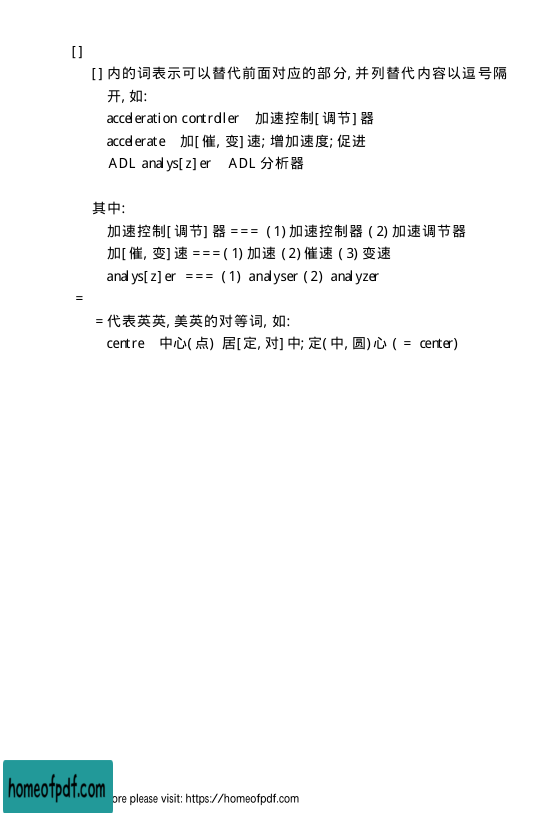 []
[]内的词表示可以替代前面对应的部分,并列替代内容以逗号隔
开,如:
acceleration controller 加速控制[调节]器
accelerate 加[催,变]速;增加速度;促进
ADL analys[z]er ADL分析器
其中:
加速控制[调节]器=== (1)加速控制器 (2)加速调节器
加[催,变]速===(1)加速 (2)催速 (3)变速
analys[z]er === (1) analyser (2) analyzer
=
=代表英英,美英的对等词,如:
centre 中心(点) 居[定,对]中;定(中,圆)心 ( = center)
homeofpdf.com
ore please visit: https://homeofpdf.com